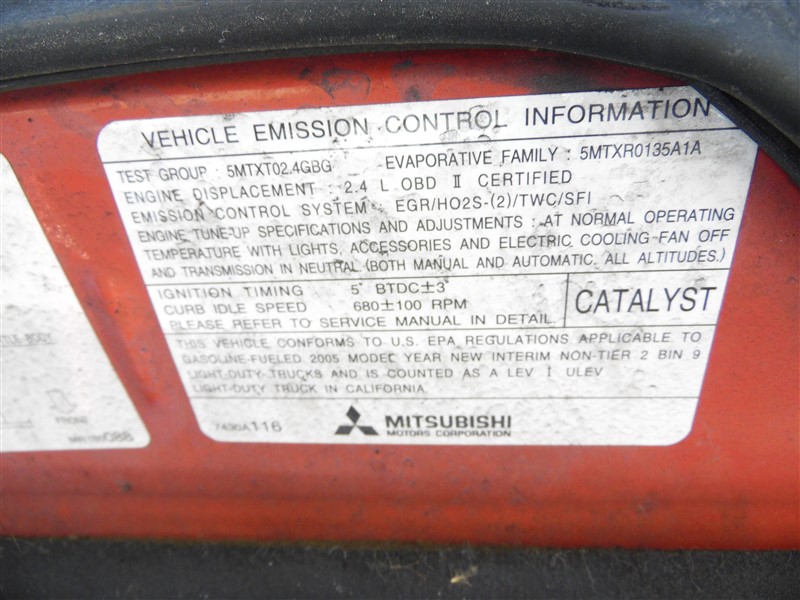 VEHICLE EMISSION CONTROL INFORMATION
TEST GROUP : 5MTXT02.4GBG EVAPORATIVE FAMILY : 5MTXR0135A1A
ENGINE DISPLACEMENT : 2.4 L OBD II CERTIFIED
EMISSION CONTROL SYSTEM : EGR/HO2S-(2)/TWC/SFI
ENGINE TUNE-UP SPECIFICATIONS AND ADJUSTMENTS : AT NORMAL OPERATING
TEMPERATURE WITH LIGHTS, ACCESSORIES AND ELECTRIC COOLING FAN OFF
AND TRANSMISSION IN NEUTRAL. (BOTH MANUAL AND AUTOMATIC. ALL ALTITUDES.)
IGNITION TIMING 5° BTDC±3°
CURB IDLE SPEED 680±100 RPM
PLEASE REFER TO SERVICE MANUAL IN DETAIL
CATALYST
THIS VEHICLE CONFORMS TO U.S. EPA REGULATIONS APPLICABLE TO
GASOLINE-FUELED 2005 MODEL YEAR NEW INTERIM NON-TIER 2 BIN 9
LIGHT-DUTY TRUCKS AND IS COUNTED AS A LEV I ULEV
LIGHT-DUTY TRUCK IN CALIFORNIA.
7450A116
MITSUBISHI
MOTORS CORPORATION
BODY
FRONT
088